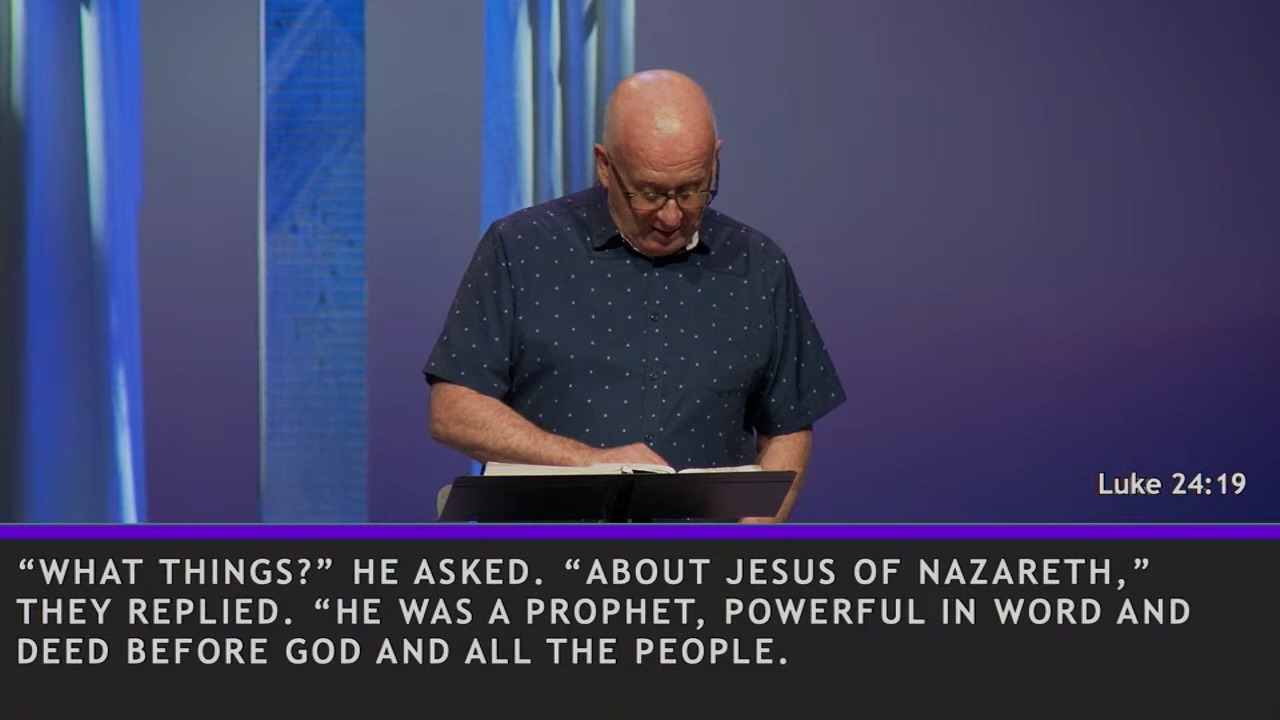 Luke 24:19
“WHAT THINGS?” HE ASKED. “ABOUT JESUS OF NAZARETH,”
THEY REPLIED. “HE WAS A PROPHET, POWERFUL IN WORD AND
DEED BEFORE GOD AND ALL THE PEOPLE.